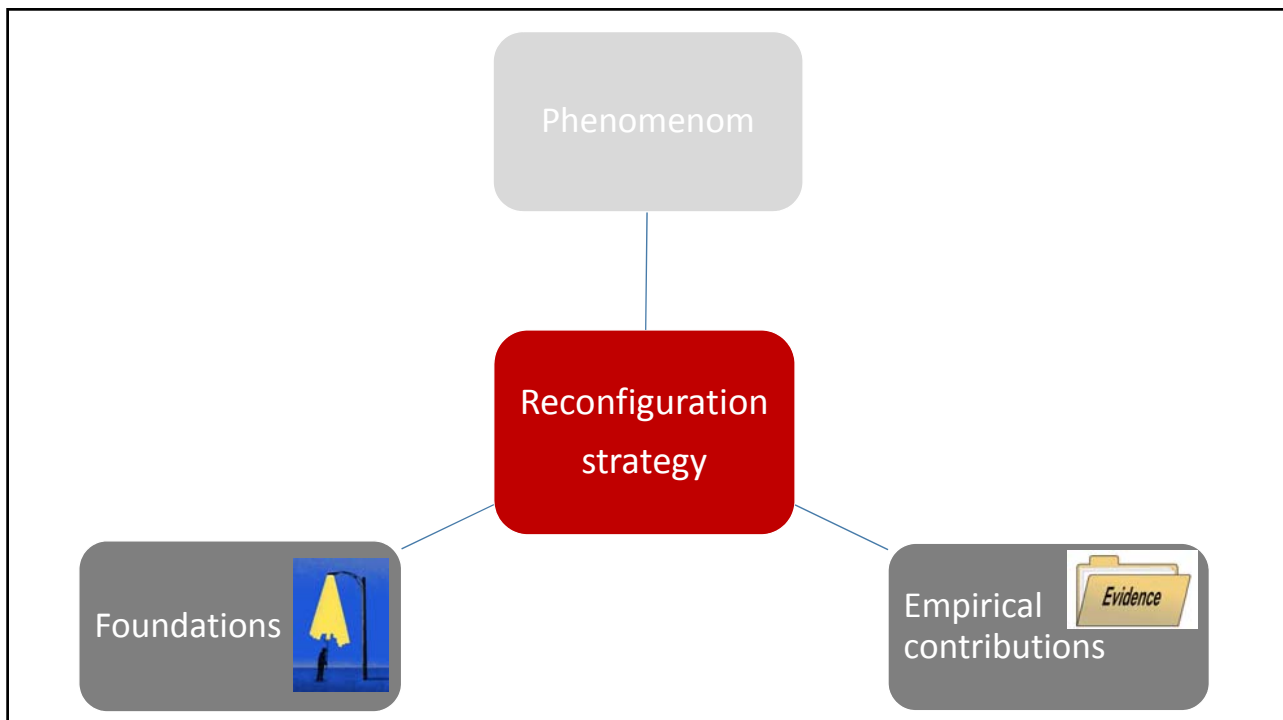 Phenomenom
Reconfiguration
strategy
Foundations
Empirical
contributions
Evidence